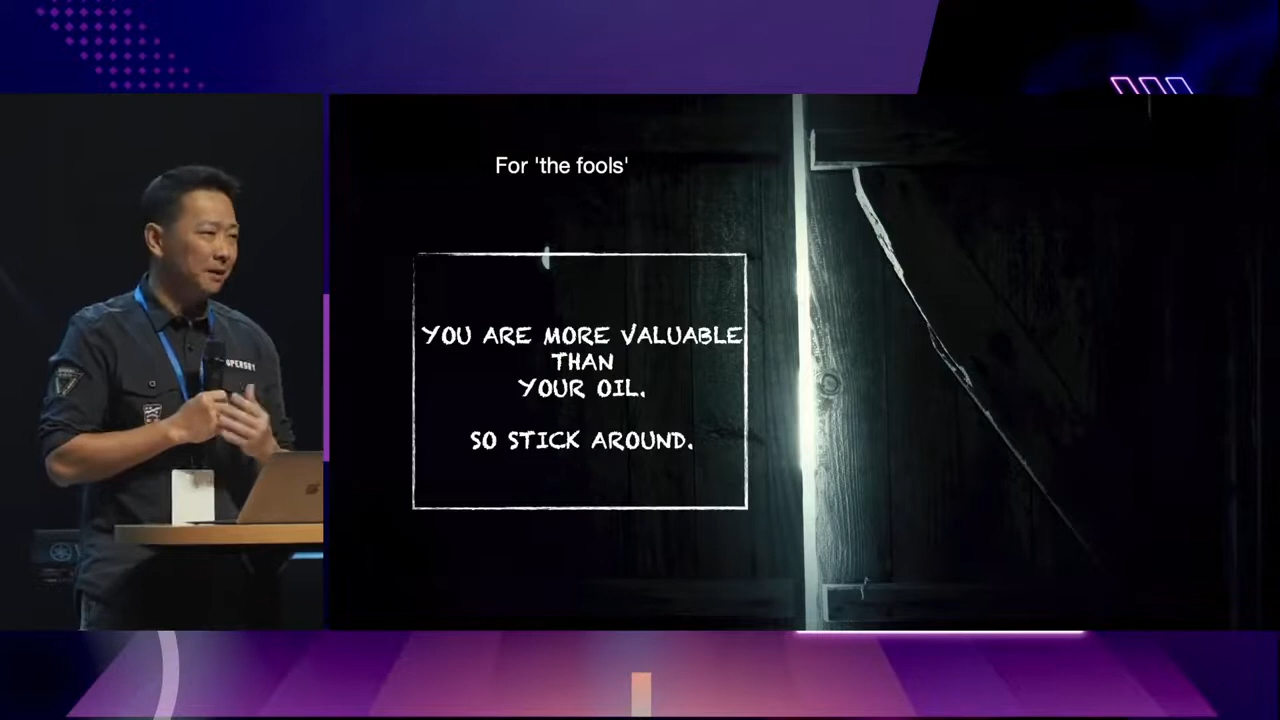 For 'the fools'
YOU ARE MORE VALUABLE
THAN
YOUR OIL.
SO STICK AROUND.